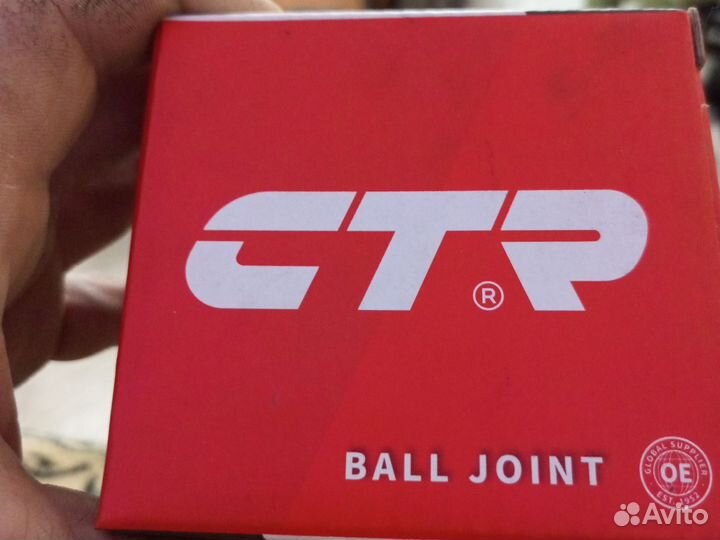 CTR®
BALL JOINT
GLOBAL SUPPLIER
OE
EST. 1952
Avito